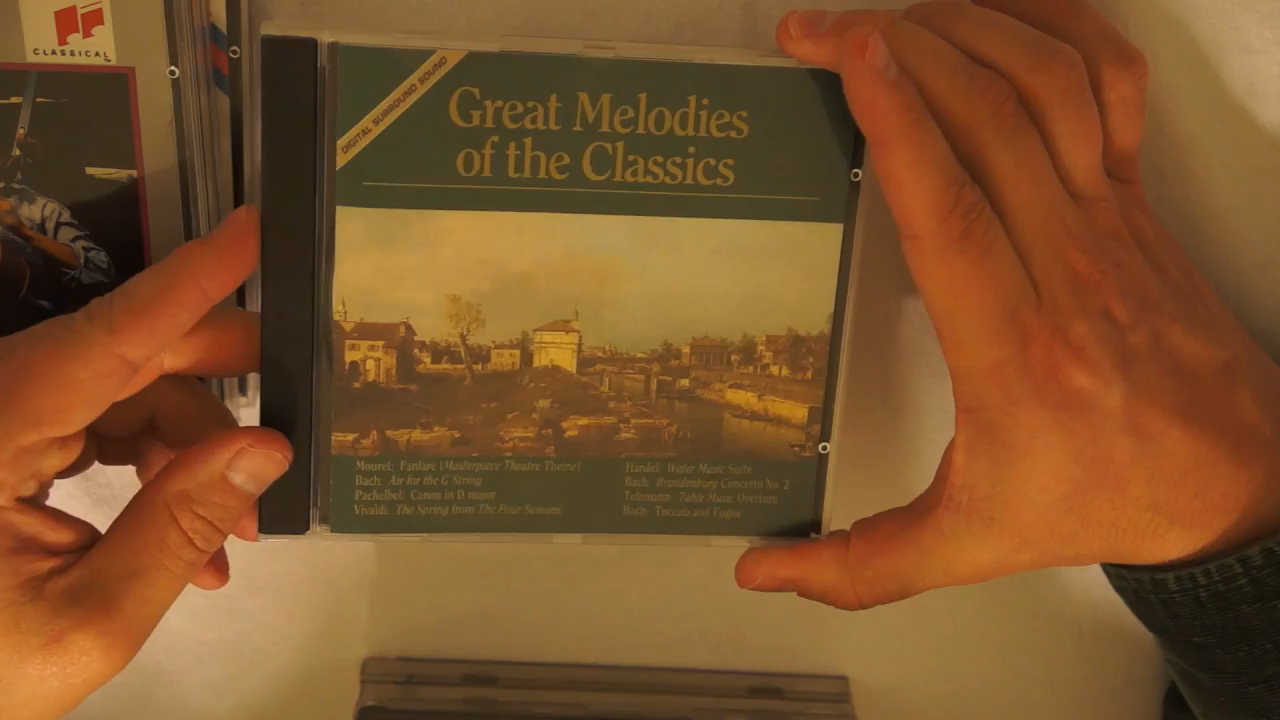 CLASSICAL
DIGITAL SURROUND SOUND
Great Melodies
of the Classics
Mouret: Fanfare (Masterpiece Theatre Theme)
Bach: Air for the G String
Pachelbel: Canon in D major
Vivaldi: The Spring from The Four Seasons
Handel: Water Music Suite
Bach: Brandenburg Concerto No. 2
Telemann: Table Music Overture
Bach: Toccata and Fugue